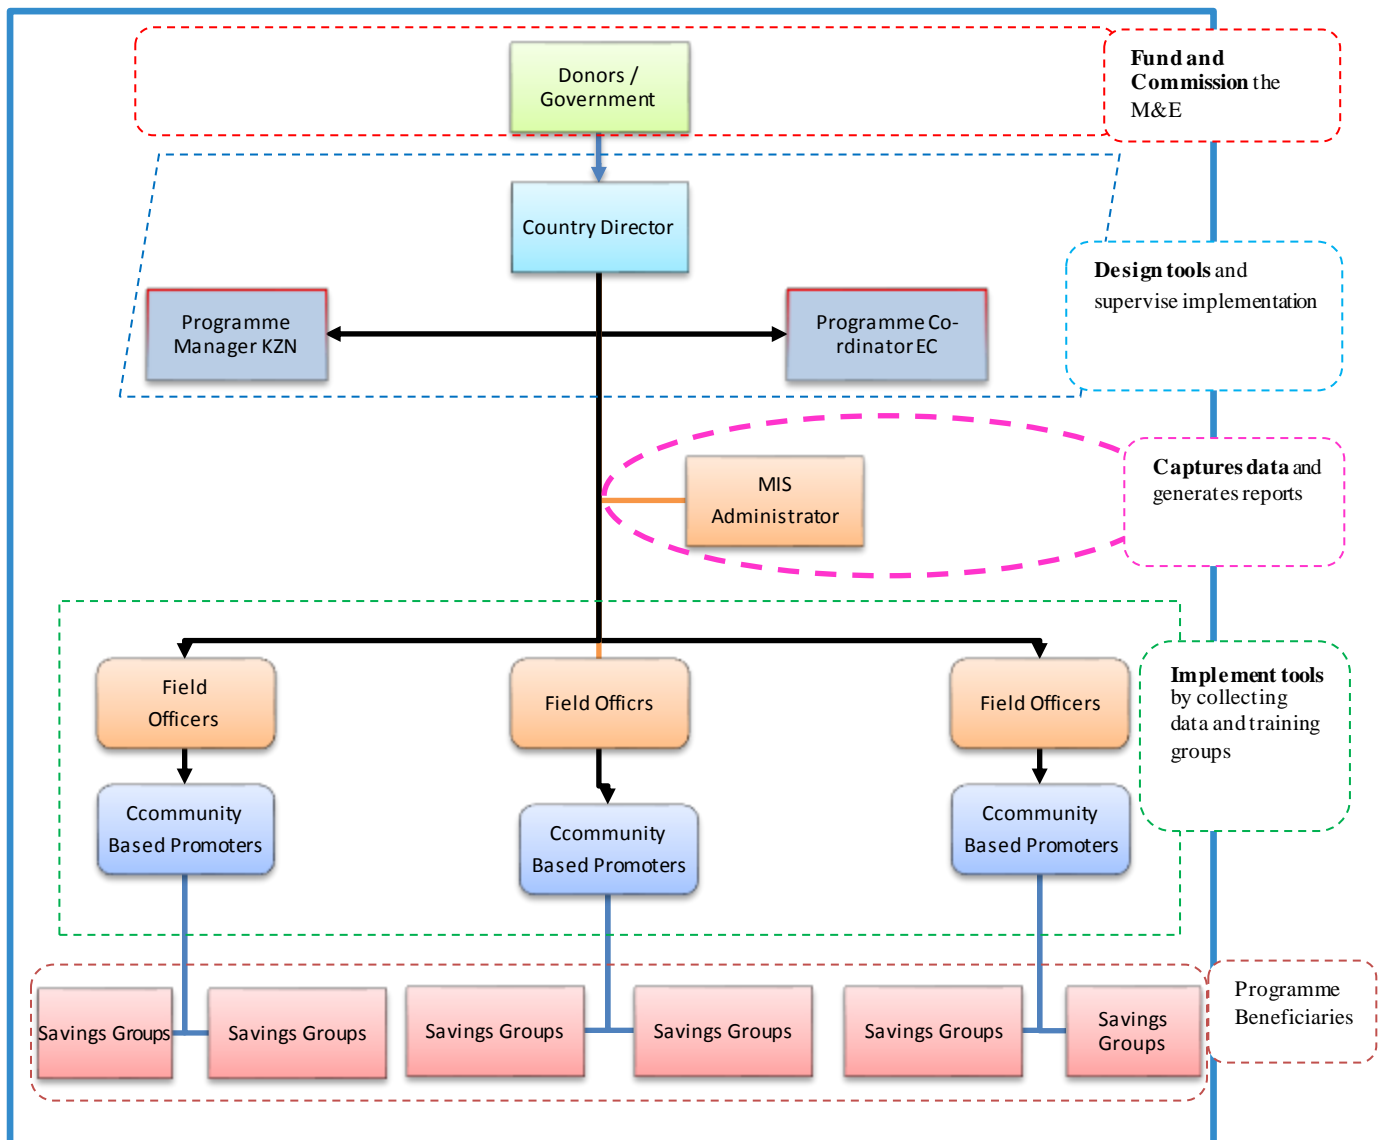 Donors /
Government
Fund and
Commission the
M&E
Country Director
Design tools and
supervise implementation
Programme
Manager KZN
Programme Co-
rdinator EC
MIS
Administrator
Captures data and
generates reports
Field
Officers
Field Officrs
Field Officers
Implement tools
by collecting
data and training
groups
Ccommunity
Based Promoters
Ccommunity
Based Promoters
Ccommunity
Based Promoters
Savings Groups
Savings Groups
Savings Groups
Savings Groups
Savings Groups
Savings
Groups
Programme
Beneficiaries